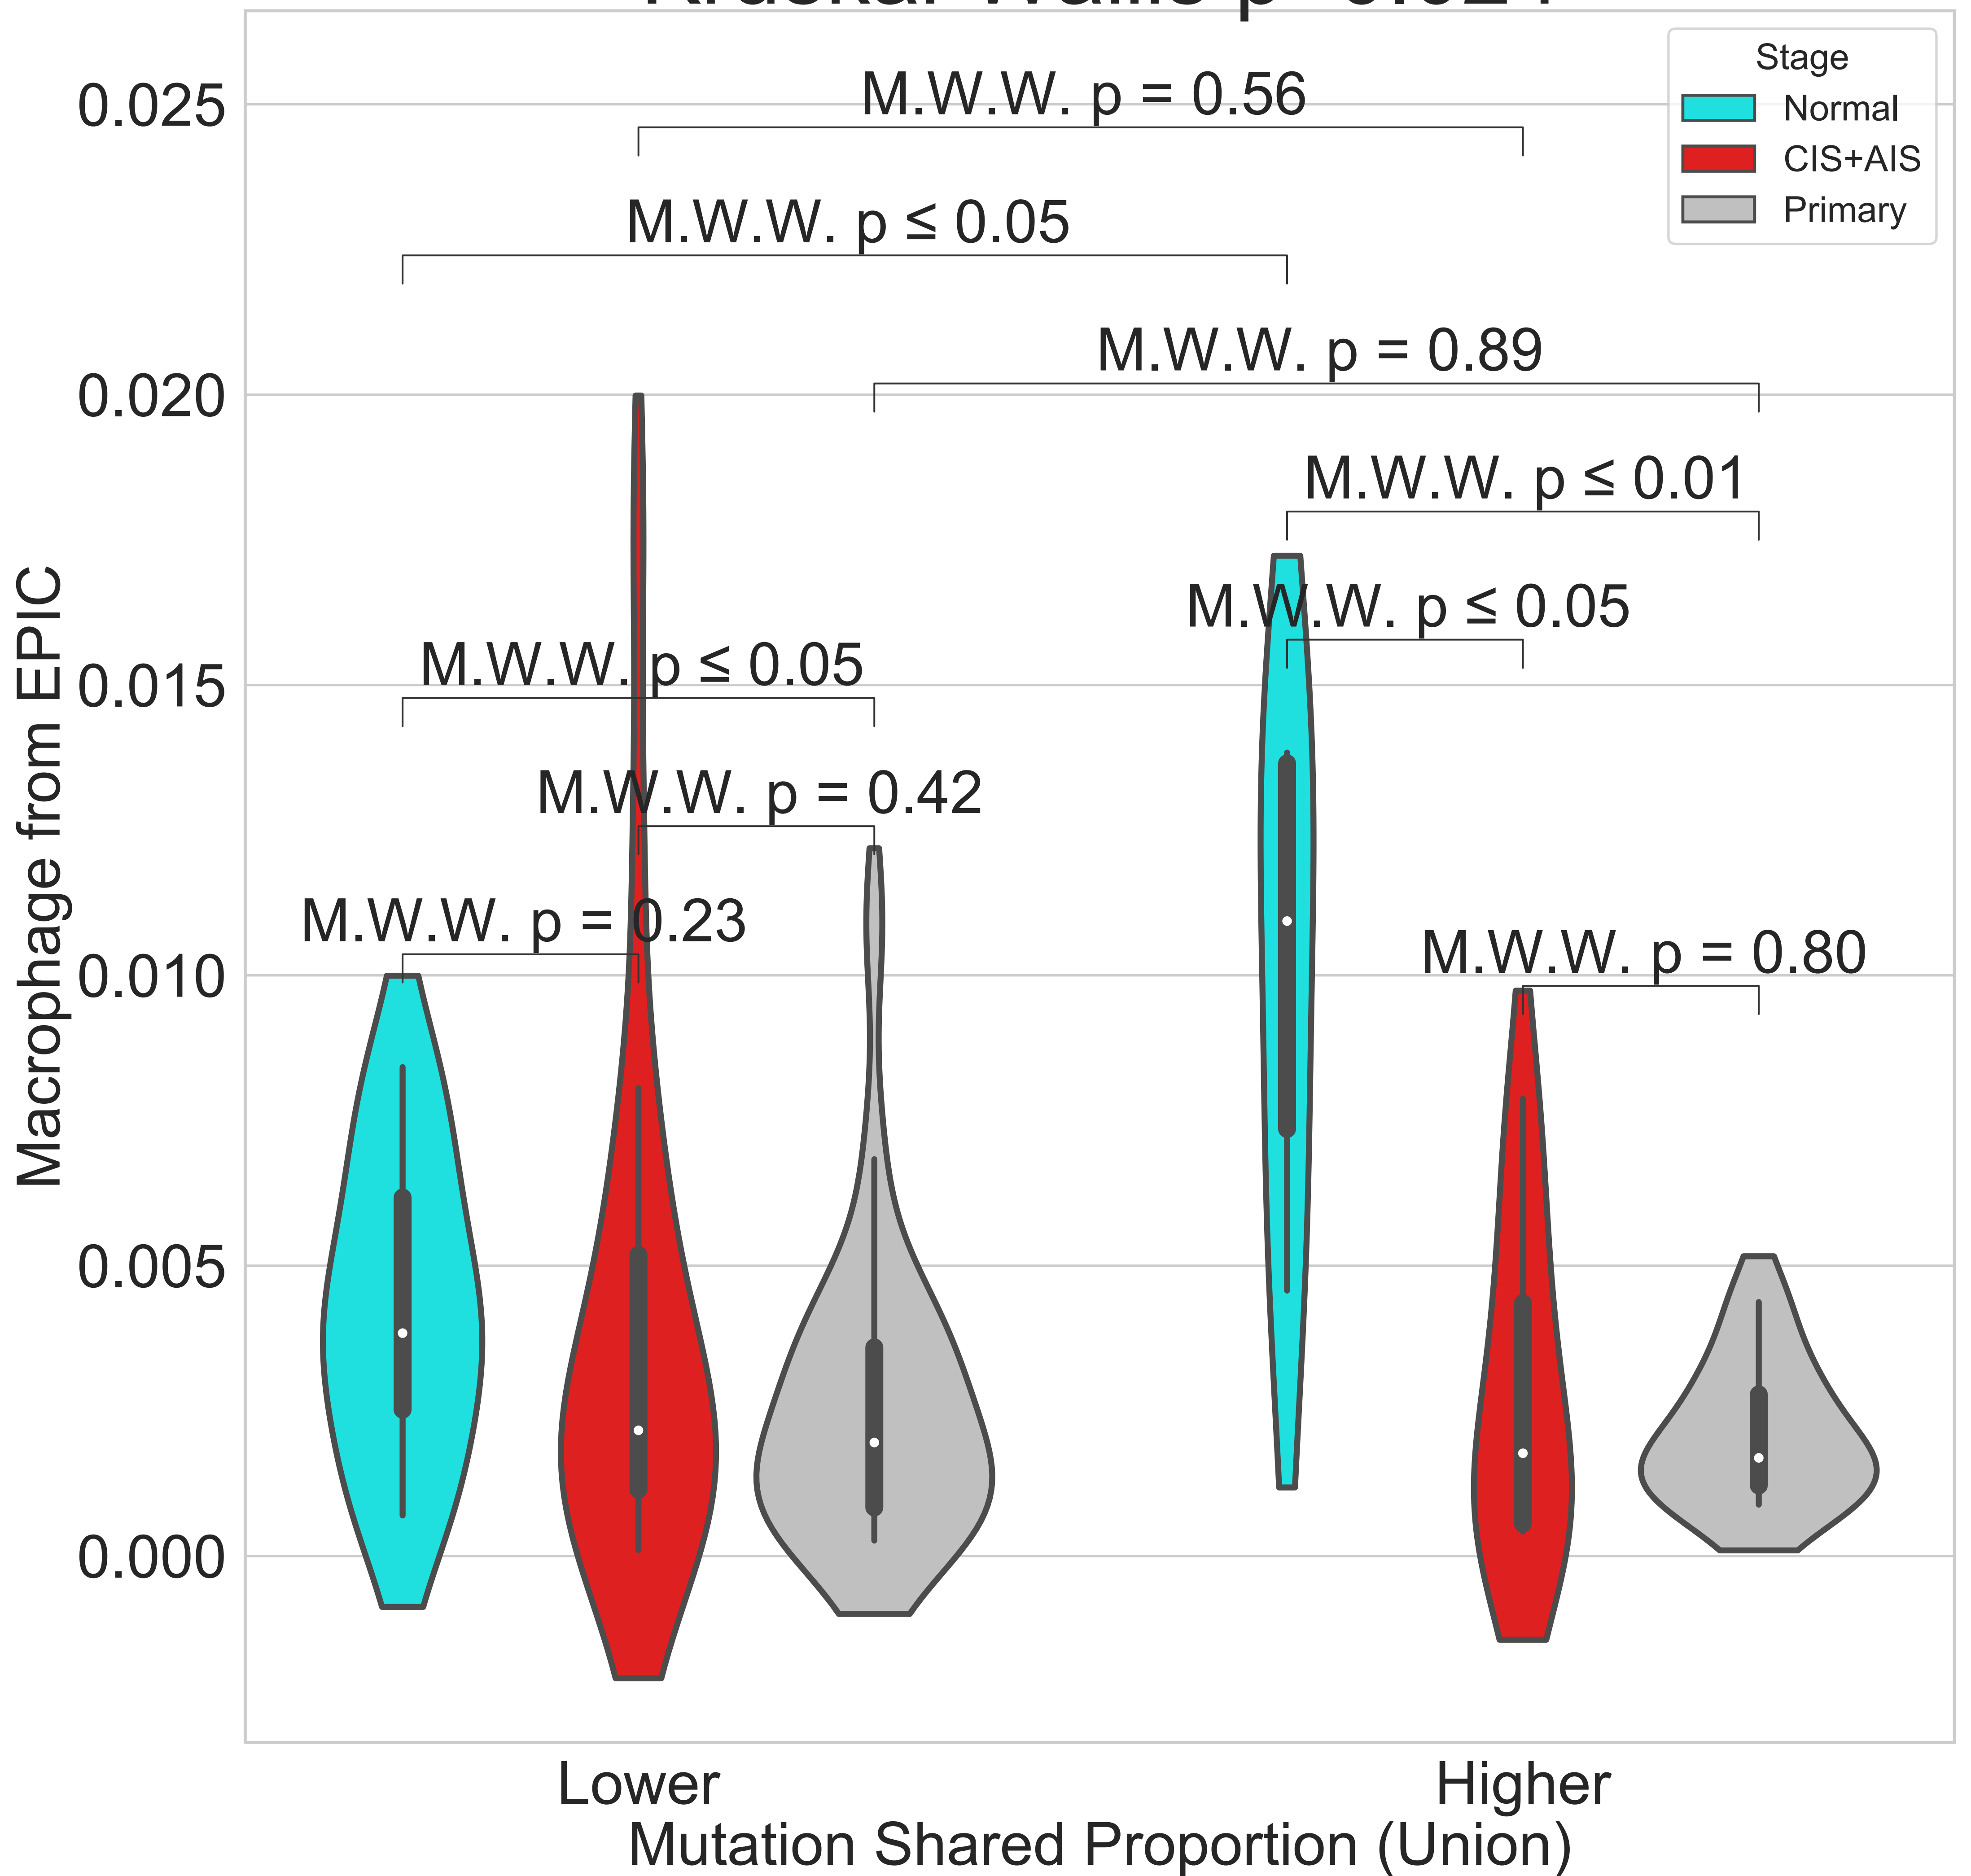 Stage
Normal
CIS+AIS
Primary
M.W.W. p = 0.56
M.W.W. p ≤ 0.05
M.W.W. p = 0.89
M.W.W. p ≤ 0.01
M.W.W. p ≤ 0.05
M.W.W. p ≤ 0.05
M.W.W. p = 0.42
M.W.W. p = 0.23
M.W.W. p = 0.80
0.025
0.020
0.015
0.010
0.005
0.000
Macrophage from EPIC
Lower
Higher
Mutation Shared Proportion (Union)